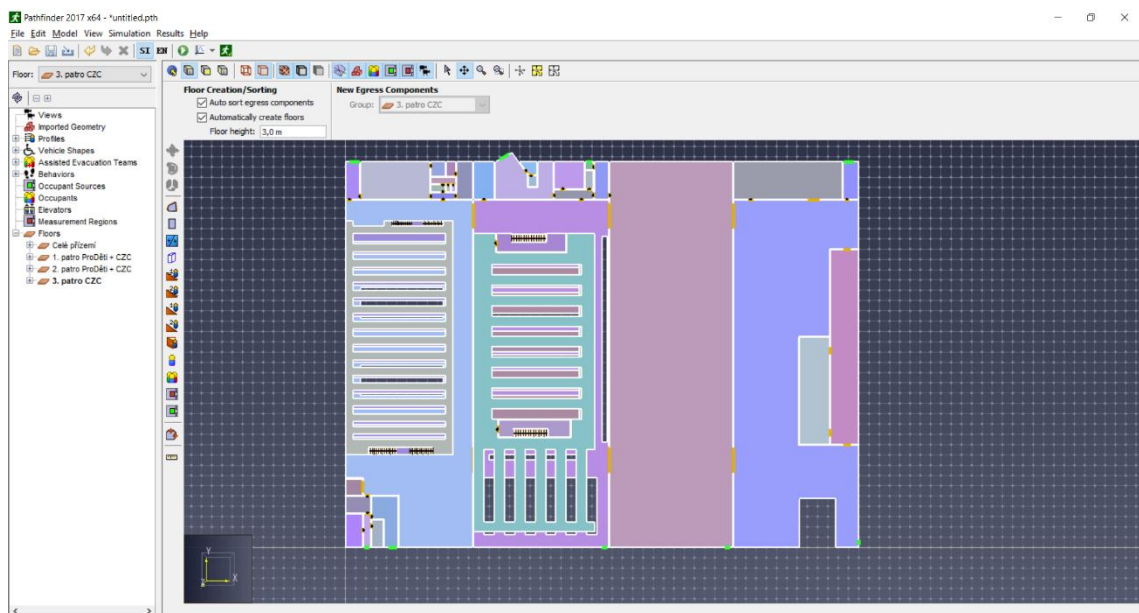 Pathfinder 2017 x64 - *untitled.pth
File Edit Model View Simulation Results Help
SI EN
Floor: 3. patro CZC
Floor Creation/Sorting
Auto sort egress components
Automatically create floors
Floor height: 3,0 m
New Egress Components
Group: 3. patro CZC
Views
Imported Geometry
Profiles
Vehicle Shapes
Assisted Evacuation Teams
Behaviors
Occupant Sources
Occupants
Elevators
Measurement Regions
Floors
Celé přízemí
1. patro ProDěti + CZC
2. patro ProDěti + CZC
3. patro CZC
Y
X